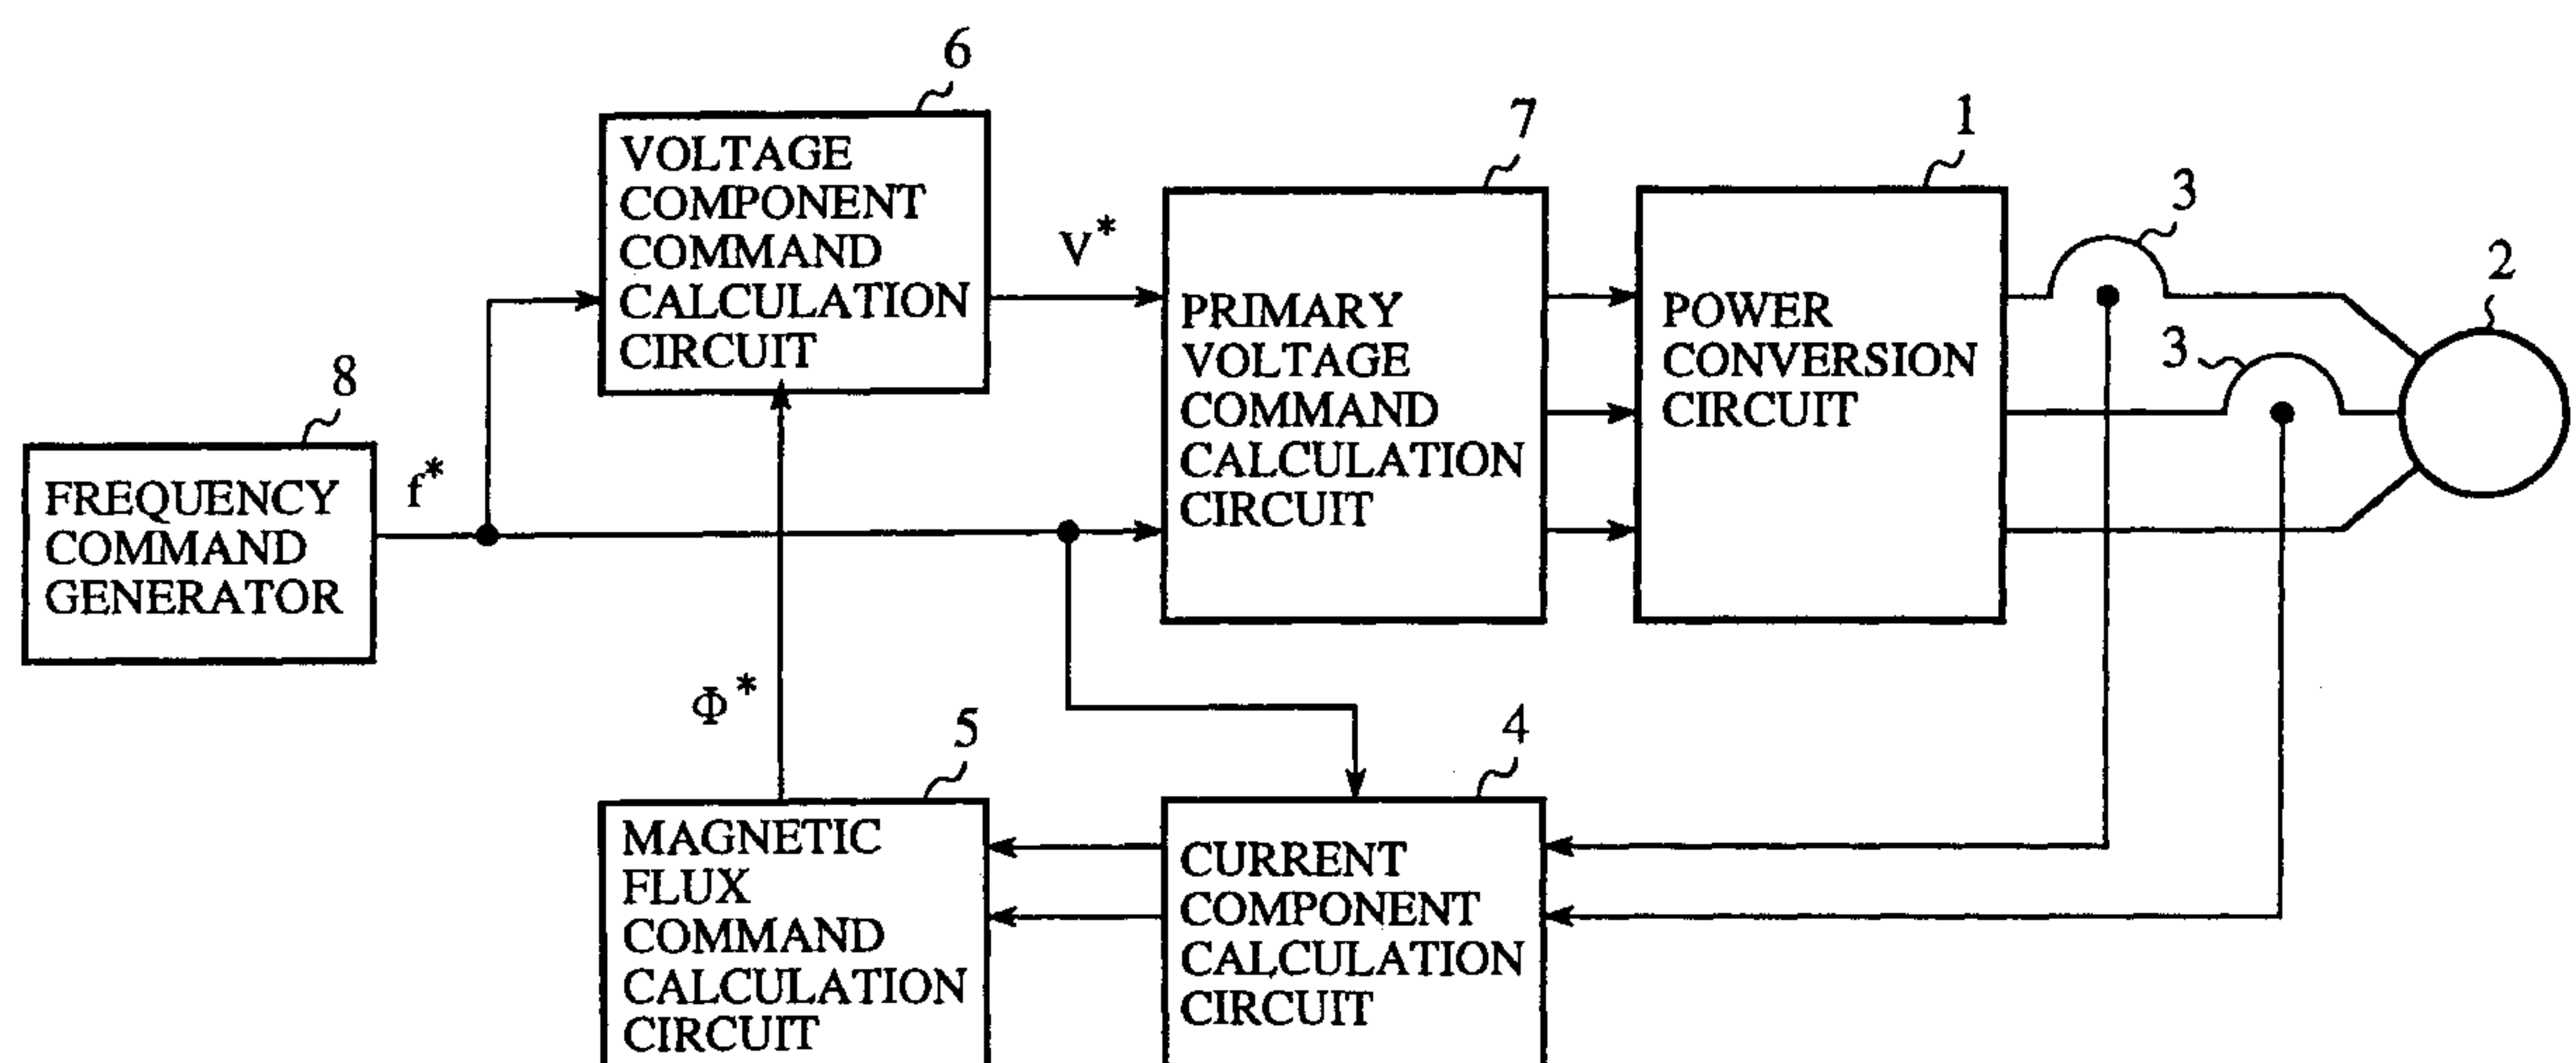 6
VOLTAGE
COMPONENT
COMMAND
CALCULATION
CIRCUIT
V*
7
PRIMARY
VOLTAGE
COMMAND
CALCULATION
CIRCUIT
1
POWER
CONVERSION
CIRCUIT
3
3
2
8
FREQUENCY
COMMAND
GENERATOR
f*
Φ*
5
MAGNETIC
FLUX
COMMAND
CALCULATION
CIRCUIT
4
CURRENT
COMPONENT
CALCULATION
CIRCUIT